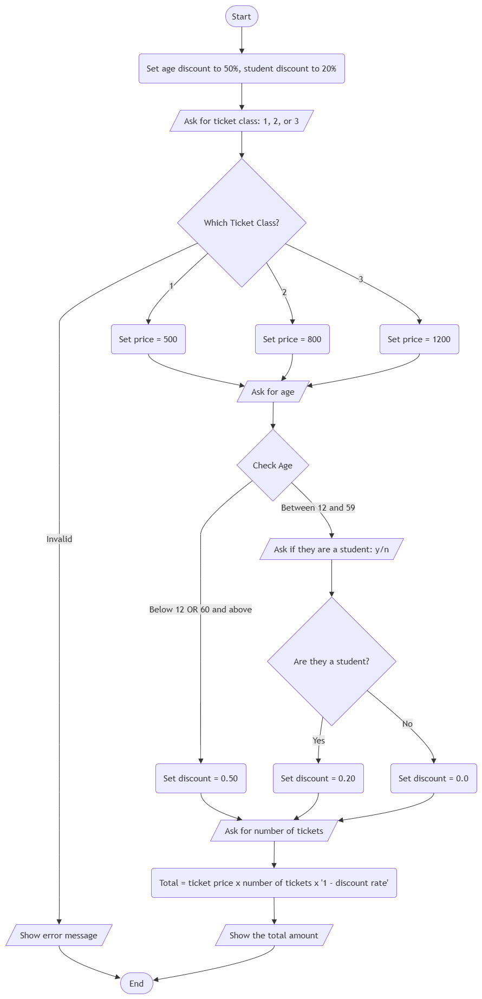 Start
Set age discount to 50%, student discount to 20%
Ask for ticket class: 1, 2, or 3
Which Ticket Class?
1
2
3
Set price = 500
Set price = 800
Set price = 1200
Ask for age
Check Age
Between 12 and 59
Invalid
Ask if they are a student: y/n
Below 12 OR 60 and above
Are they a student?
Yes
No
Set discount = 0.50
Set discount = 0.20
Set discount = 0.0
Ask for number of tickets
Total = ticket price x number of tickets x '1 - discount rate'
Show error message
Show the total amount
End